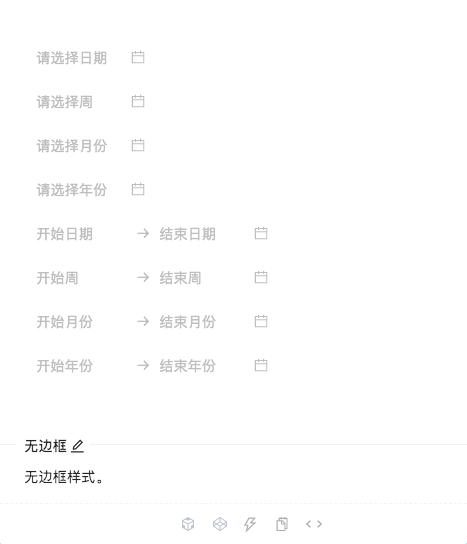 请选择日期
请选择周
请选择月份
请选择年份
开始日期 → 结束日期
开始周 → 结束周
开始月份 → 结束月份
开始年份 → 结束年份
无边框
无边框样式。